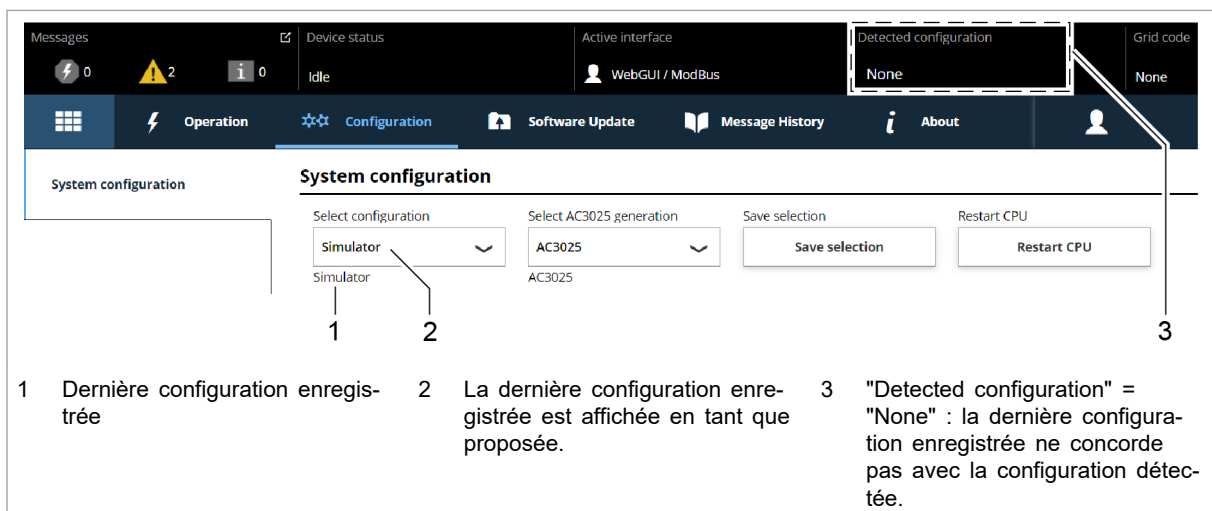 Messages
Device status
Active interface
Detected configuration
Grid code
0
2
0
Idle
WebGUI / ModBus
None
None
Operation
Configuration
Software Update
Message History
About
System configuration
System configuration
Select configuration
Select AC3025 generation
Save selection
Restart CPU
Simulator
AC3025
Save selection
Restart CPU
Simulator
AC3025
1
2
3
1 Dernière configuration enregis-
trée
2 La dernière configuration enre-
gistrée est affichée en tant que
proposée.
3 "Detected configuration" =
"None" : la dernière configura-
tion enregistrée ne concorde
pas avec la configuration détec-
tée.